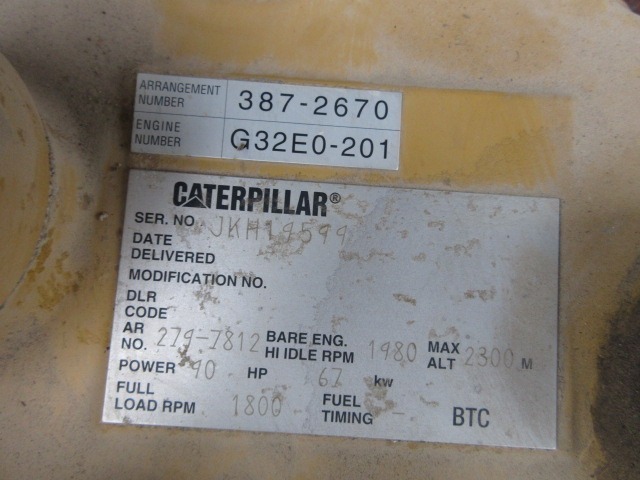 ARRANGEMENT NUMBER 387-2670
ENGINE NUMBER G32E0-201
CATERPILLAR®
SER. NO. JKH14599
DATE DELIVERED
MODIFICATION NO.
DLR CODE
AR NO. 279-7812 BARE ENG. HI IDLE RPM 1980 MAX ALT 2300 M
POWER 90 HP 67 kw
FULL LOAD RPM 1800 FUEL TIMING - BTC